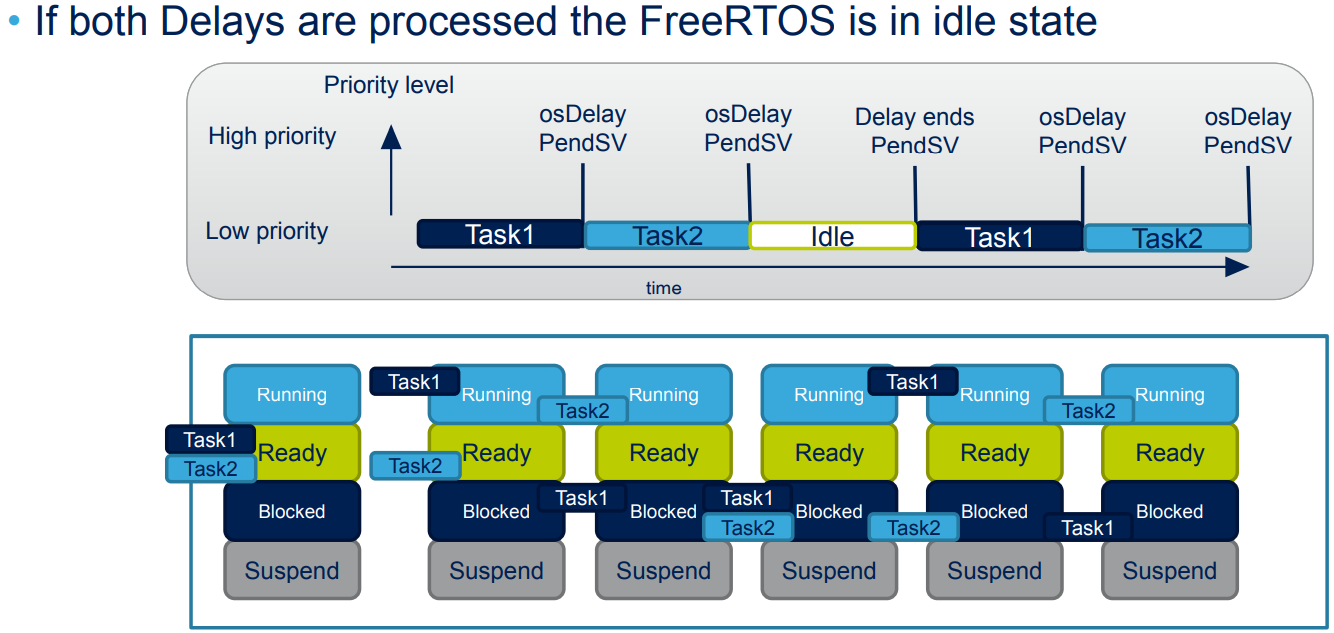 • If both Delays are processed the FreeRTOS is in idle state
Priority level
High priority
Low priority
osDelay
PendSV
osDelay
PendSV
Delay ends
PendSV
osDelay
PendSV
osDelay
PendSV
Task1 Task2 Idle Task1 Task2
time
Running
Task1
Task2
Ready
Blocked
Suspend
Task1
Running
Task2
Ready
Blocked
Suspend
Task2
Running
Ready
Task1
Blocked
Suspend
Running
Ready
Task1
Task2
Blocked
Suspend
Task1
Running
Ready
Task2
Blocked
Suspend
Task2
Running
Ready
Task1
Blocked
Suspend